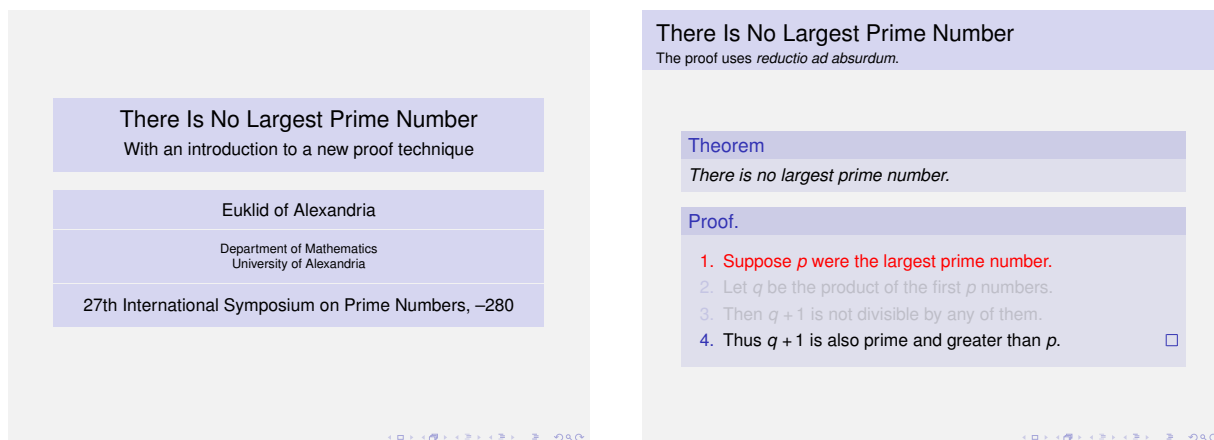 There Is No Largest Prime Number
With an introduction to a new proof technique
Euklid of Alexandria
Department of Mathematics
University of Alexandria
27th International Symposium on Prime Numbers, –280
There Is No Largest Prime Number
The proof uses reductio ad absurdum.
Theorem
There is no largest prime number.
Proof.
1. Suppose p were the largest prime number.
2. Let q be the product of the first p numbers.
3. Then q + 1 is not divisible by any of them.
4. Thus q + 1 is also prime and greater than p. □